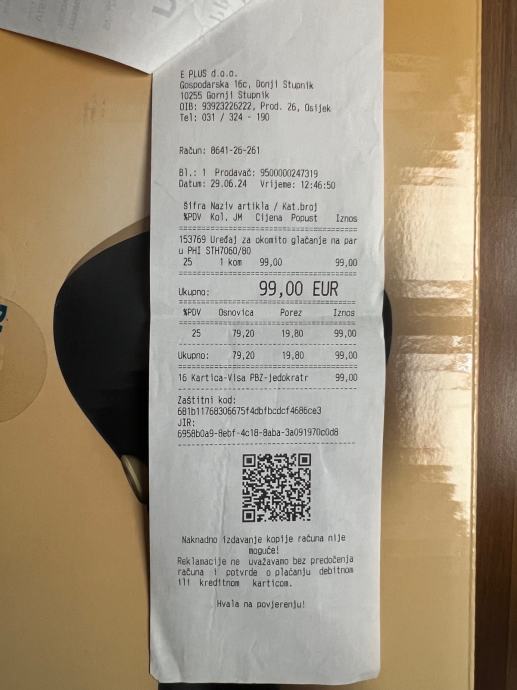 E PLUS d.o.o.
Gospodarska 16c, Donji Stupnik
10255 Gornji Stupnik
OIB: 93923226222, Prod. 26, Osijek
Tel: 031 / 324 - 190
Račun: 8641-26-261
Bl.: 1 Prodavač: 9500000247319
Datum: 29.06.24 Vrijeme: 12:46:50
Šifra Naziv artikla / Kat.broj
%PDV Kol. JM Cijena Popust Iznos
153769 Uređaj za okomito glačanje na par
u PHI STH7060/80
25 1 kom 99,00 99,00
Ukupno: 99,00 EUR
%PDV Osnovica Porez Iznos
25 79,20 19,80 99,00
Ukupno: 79,20 19,80 99,00
16 Kartica-Visa PBZ-jedokratr 99,00
Zaštitni kod:
681b11768306675f4dbfbcdcf4686ce3
JIR:
6958b0a9-8ebf-4c18-8aba-3a091970c0d8
Naknadno izdavanje kopije računa nije
moguće!
Reklamacije ne uvažavamo bez predočenja
računa i potvrde o plaćanju debitnom
ili kreditnom karticom.
Hvala na povjerenju!